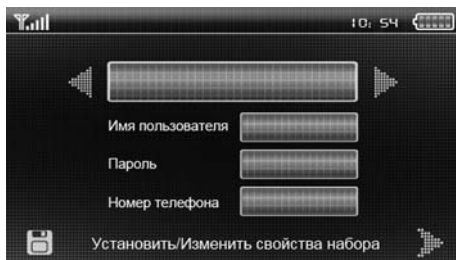 10: 54
Имя пользователя
Пароль
Номер телефона
Установить/Изменить свойства набора